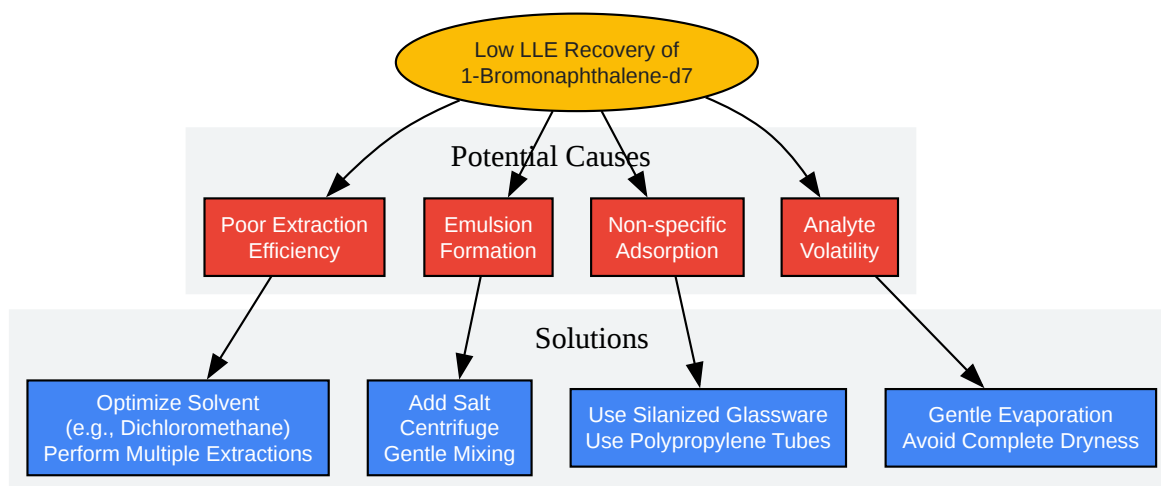 Low LLE Recovery of
1-Bromonaphthalene-d7
Potential Causes
Poor Extraction
Efficiency
Emulsion
Formation
Non-specific
Adsorption
Analyte
Volatility
Solutions
Optimize Solvent
(e.g., Dichloromethane)
Perform Multiple Extractions
Add Salt
Centrifuge
Gentle Mixing
Use Silanized Glassware
Use Polypropylene Tubes
Gentle Evaporation
Avoid Complete Dryness